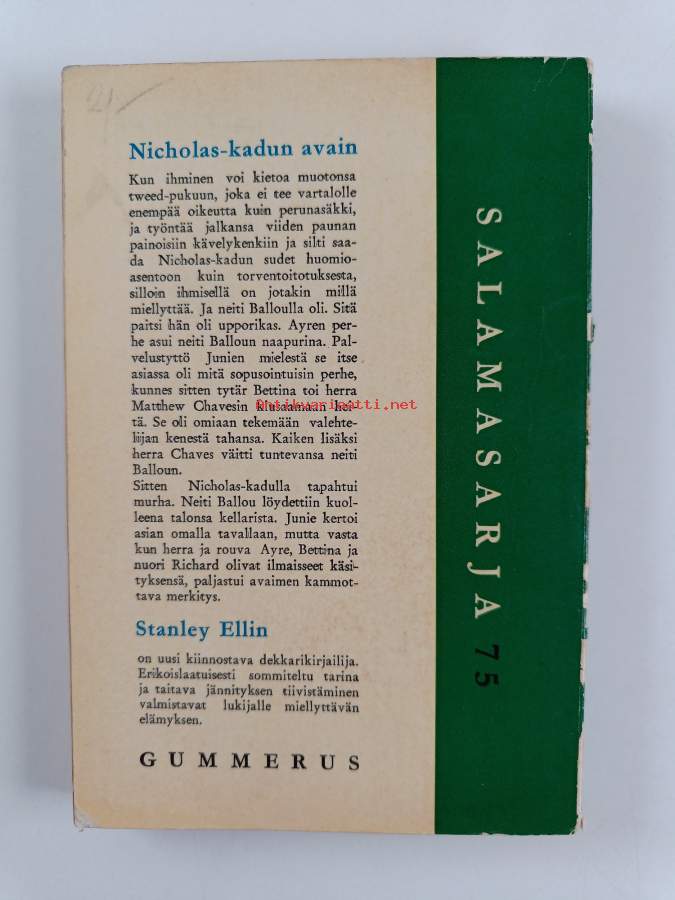 21/-
Nicholas-kadun avain
Kun ihminen voi kietoa muotonsa
tweed-pukuun, joka ei tee vartalolle
enempää oikeutta kuin perunasäkki,
ja työntää jalkansa viiden paunan
painoisiin kävelykenkiin ja silti saa-
da Nicholas-kadun sudet huomio-
asentoon kuin torventoitotuksesta,
silloin ihmisellä on jotakin millä
miellyttää. Ja neiti Balloulla oli. Sitä
paitsi hän oli upporikas. Ayren per-
he asui neiti Balloun naapurina. Pal-
velustyttö Junien mielestä se itse
asiassa oli mitä sopusointuisin perhe,
kunnes sitten tytär Bettina toi herra
Matthew Chavesin kiusaamaan hei-
tä. Se oli omiaan tekemään valehte-
lijan kenestä tahansa. Kaiken lisäksi
herra Chaves väitti tuntevansa neiti
Balloun.
Sitten Nicholas-kadulla tapahtui
murha. Neiti Ballou löydettiin kuol-
leena talonsa kellarista. Junie kertoi
asian omalla tavallaan, mutta vasta
kun herra ja rouva Ayre, Bettina ja
nuori Richard olivat ilmaisseet käsi-
tyksensä, paljastui avaimen kammot-
tava merkitys.
Stanley Ellin
on uusi kiinnostava dekkarikirjailija.
Erikoislaatuisesti sommiteltu tarina
ja taitava jännityksen tiivistäminen
valmistavat lukijalle miellyttävän
elämyksen.
GUMMERUS
SALAMASARJA 75
Antikvariaatti.net